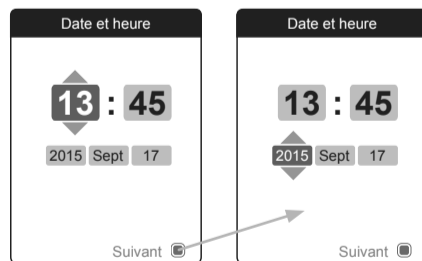 Date et heure
13 : 45
2015 Sept 17
Suivant
Date et heure
13 : 45
2015 Sept 17
Suivant